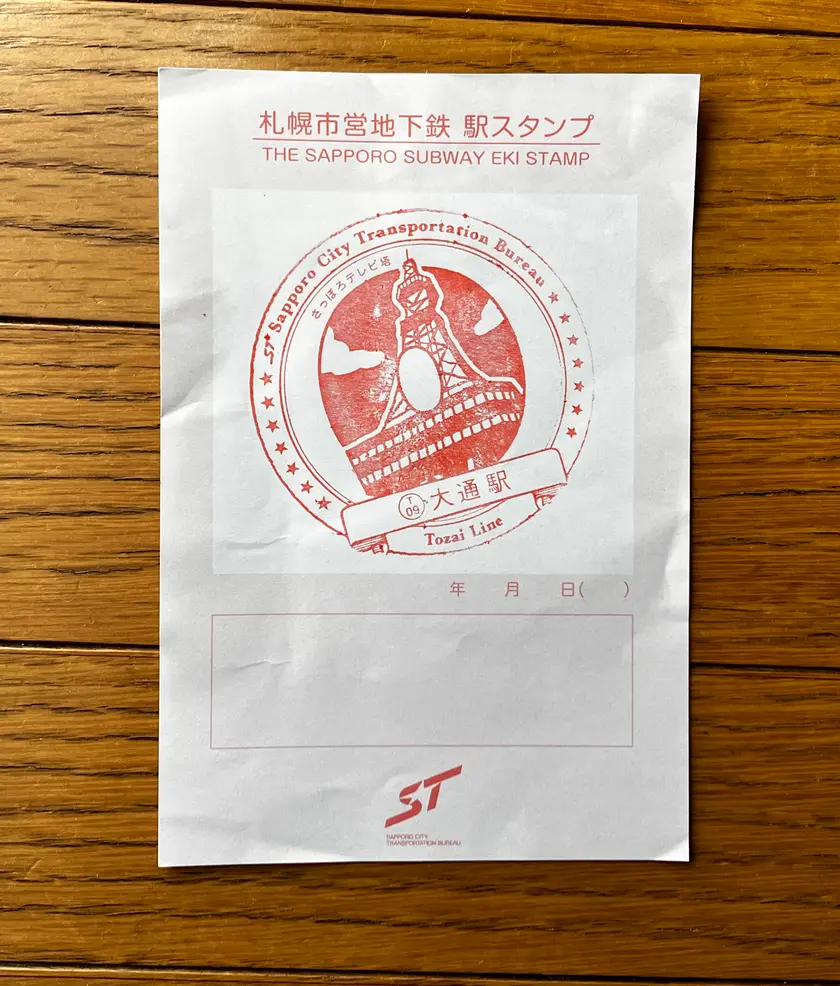 札幌市営地下鉄 駅スタンプ
THE SAPPORO SUBWAY EKI STAMP
ST Sapporo City Transportation Bureau
さっぽろテレビ塔
T
09
大通駅
Tozai Line
年 月 日( )
ST
SAPPORO CITY
TRANSPORTATION BUREAU